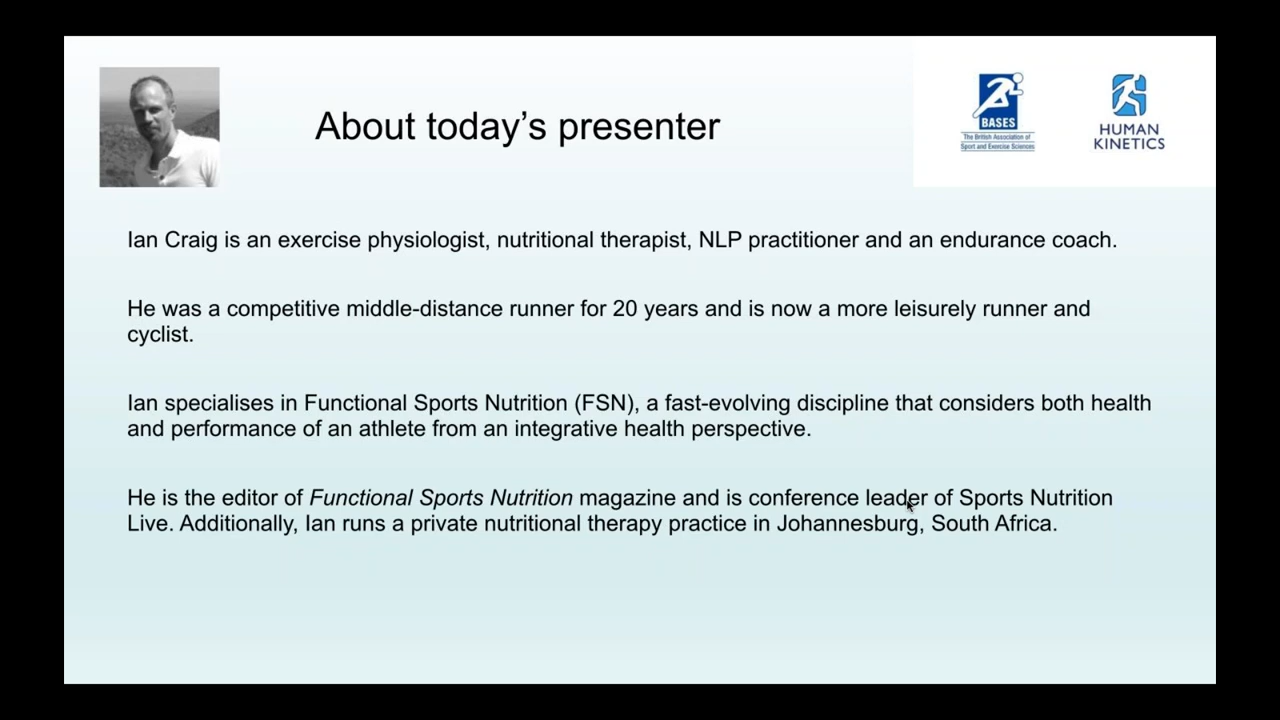 About today’s presenter
BASES
The British Association of
Sport and Exercise Sciences
HUMAN
KINETICS
Ian Craig is an exercise physiologist, nutritional therapist, NLP practitioner and an endurance coach.
He was a competitive middle-distance runner for 20 years and is now a more leisurely runner and
cyclist.
Ian specialises in Functional Sports Nutrition (FSN), a fast-evolving discipline that considers both health
and performance of an athlete from an integrative health perspective.
He is the editor of Functional Sports Nutrition magazine and is conference leader of Sports Nutrition
Live. Additionally, Ian runs a private nutritional therapy practice in Johannesburg, South Africa.